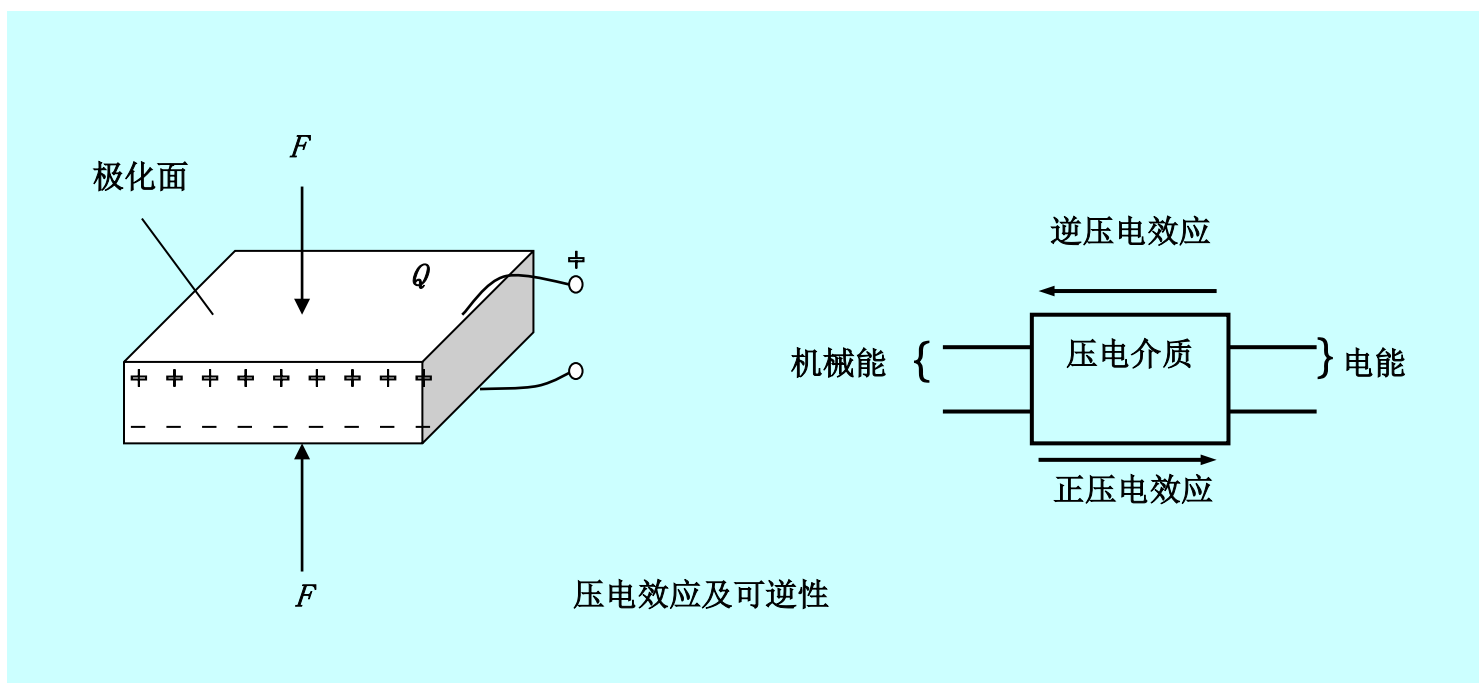 F
极化面
Q
+
+ + + + + + + + +
- - - - - - - - -
F
逆压电效应
机械能 {
压电介质
} 电能
正压电效应
压电效应及可逆性